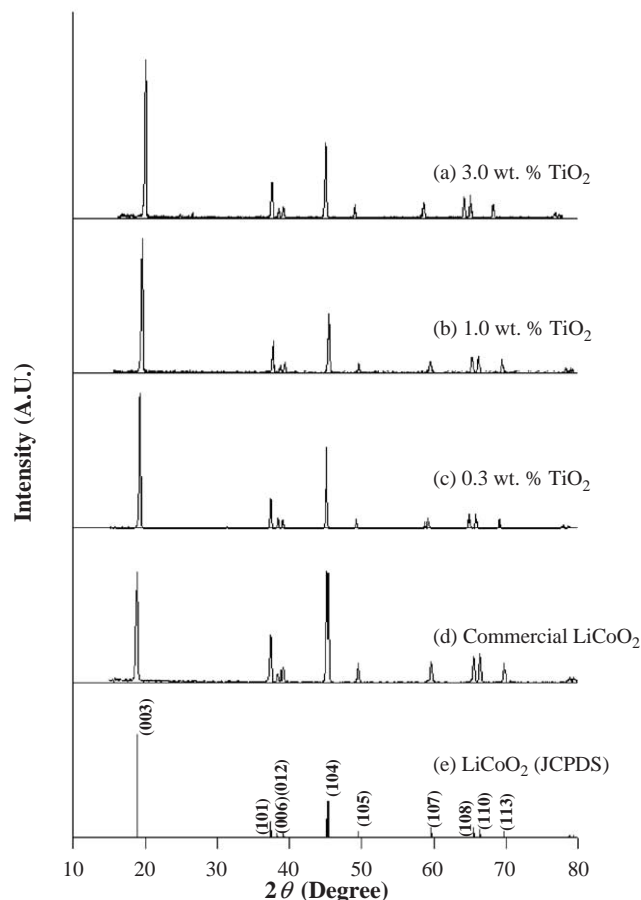 (a) 3.0 wt. % TiO₂
(b) 1.0 wt. % TiO₂
(c) 0.3 wt. % TiO₂
(d) Commercial LiCoO₂
(e) LiCoO₂ (JCPDS)
(003)
(101)
(006)(012)
(104)
(105)
(107)
(108)
(110)
(113)
Intensity (A.U.)
10 20 30 40 50 60 70 80
2θ (Degree)